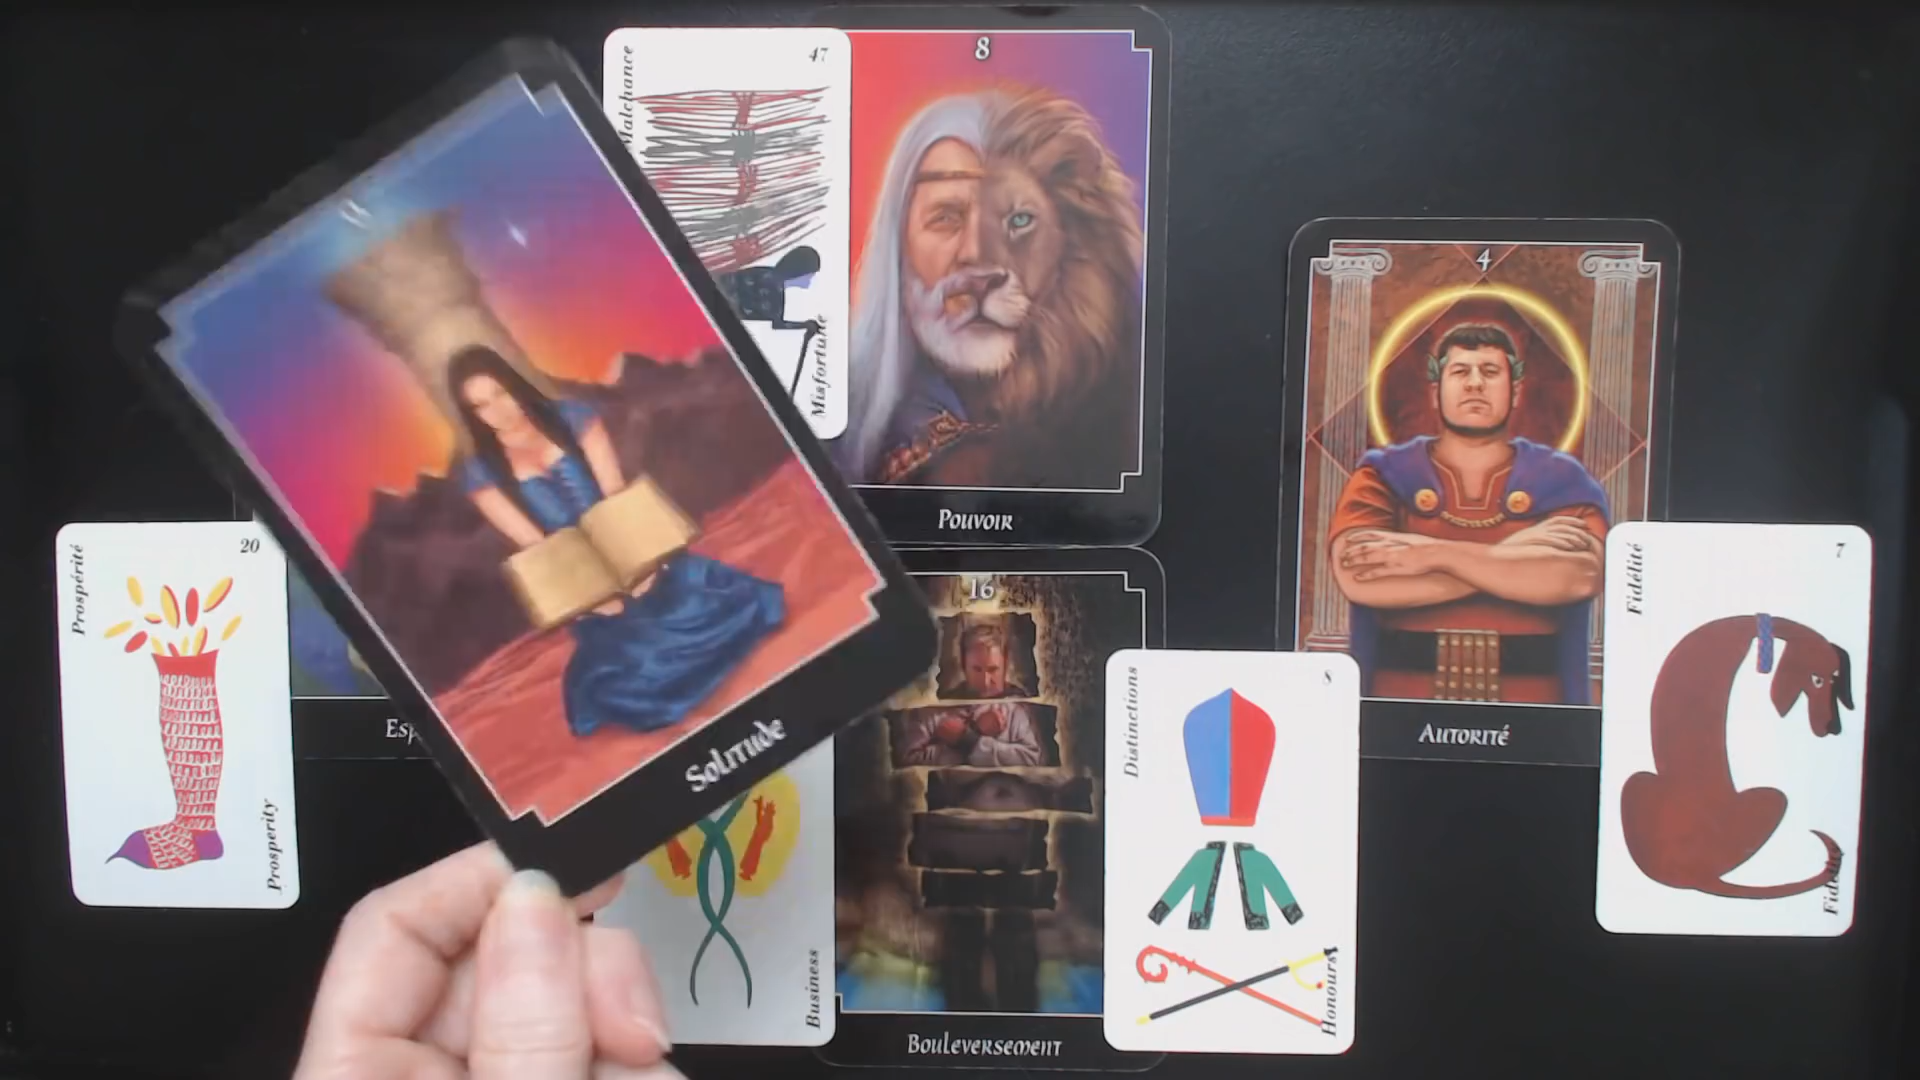 47
Malchance
Misfortune
8
Pouvoir
4
Autorité
Prospérité
20
Prosperity
Esp
Solitude
16
Bouleversement
Business
Distinctions
8
Honours
Fidélité
7